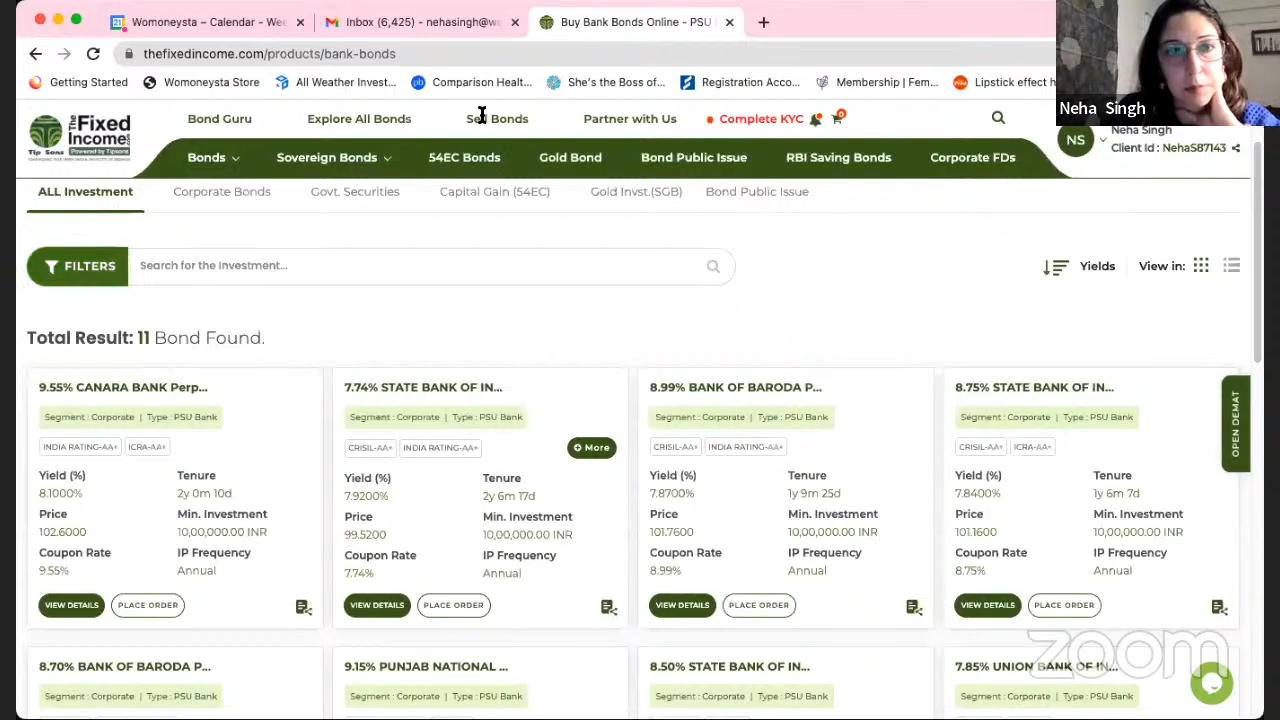 Womoneysta – Calendar - Wee
Inbox (6,425) - nehasingh@w
Buy Bank Bonds Online - PSU
thefixedincome.com/products/bank-bonds
Getting Started
Womoneysta Store
All Weather Invest...
Comparison Healt...
She's the Boss of...
Registration Acco...
Membership | Fem...
Lipstick effect h
Neha Singh
The Fixed Income.com
Tip Sons
Powered by Tipsons
Bond Guru
Explore All Bonds
Sell Bonds
Partner with Us
Complete KYC
0
NS
Neha Singh
Client Id : NehaS87143
Bonds
Sovereign Bonds
54EC Bonds
Gold Bond
Bond Public Issue
RBI Saving Bonds
Corporate FDs
ALL Investment
Corporate Bonds
Govt. Securities
Capital Gain (54EC)
Gold Invst.(SGB)
Bond Public Issue
FILTERS
Search for the Investment...
Yields
View in:
Total Result: 11 Bond Found.
9.55% CANARA BANK Perp...
Segment : Corporate | Type : PSU Bank
INDIA RATING-AA+
ICRA-AA+
Yield (%)
Tenure
8.1000%
2y 0m 10d
Price
Min. Investment
102.6000
10,00,000.00 INR
Coupon Rate
IP Frequency
9.55%
Annual
VIEW DETAILS
PLACE ORDER
7.74% STATE BANK OF IN...
Segment : Corporate | Type : PSU Bank
CRISIL-AA+
INDIA RATING-AA+
More
Yield (%)
Tenure
7.9200%
2y 6m 17d
Price
Min. Investment
99.5200
10,00,000.00 INR
Coupon Rate
IP Frequency
7.74%
Annual
VIEW DETAILS
PLACE ORDER
8.99% BANK OF BARODA P...
Segment : Corporate | Type : PSU Bank
CRISIL-AA+
INDIA RATING-AA+
Yield (%)
Tenure
7.8700%
1y 9m 25d
Price
Min. Investment
101.7600
10,00,000.00 INR
Coupon Rate
IP Frequency
8.99%
Annual
VIEW DETAILS
PLACE ORDER
8.75% STATE BANK OF IN...
Segment : Corporate | Type : PSU Bank
CRISIL-AA+
ICRA-AA+
Yield (%)
Tenure
7.8400%
1y 6m 7d
Price
Min. Investment
101.1600
10,00,000.00 INR
Coupon Rate
IP Frequency
8.75%
Annual
VIEW DETAILS
PLACE ORDER
OPEN DEMAT
8.70% BANK OF BARODA P...
Segment : Corporate | Type : PSU Bank
9.15% PUNJAB NATIONAL ...
Segment : Corporate | Type : PSU Bank
8.50% STATE BANK OF IN...
Segment : Corporate | Type : PSU Bank
7.85% UNION BANK OF IN...
Segment : Corporate | Type : PSU Bank
zoom